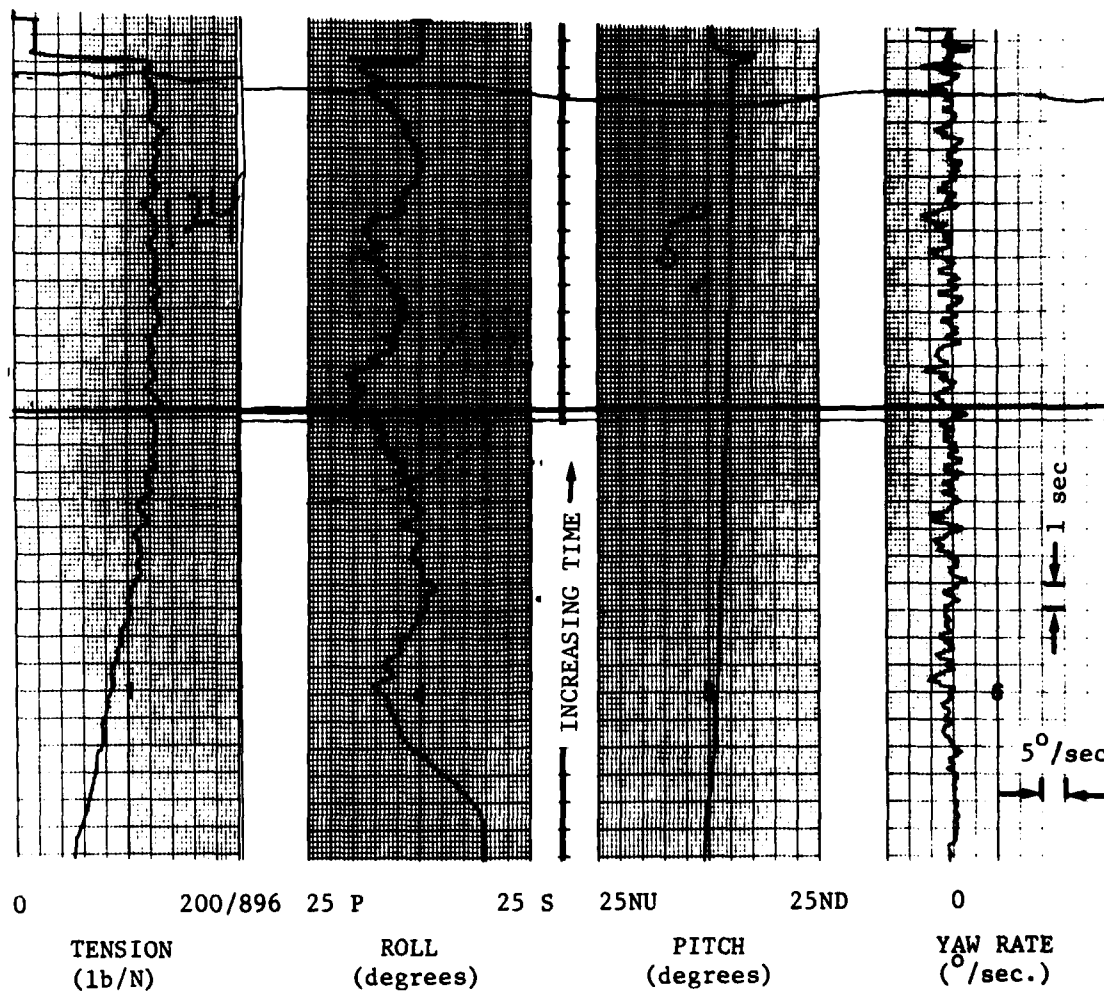 INCREASING TIME
1 sec
6
5°/sec
0 200/896 25 P 25 S 25NU 25ND 0
TENSION ROLL PITCH YAW RATE
(lb/N) (degrees) (degrees) (°/sec.)